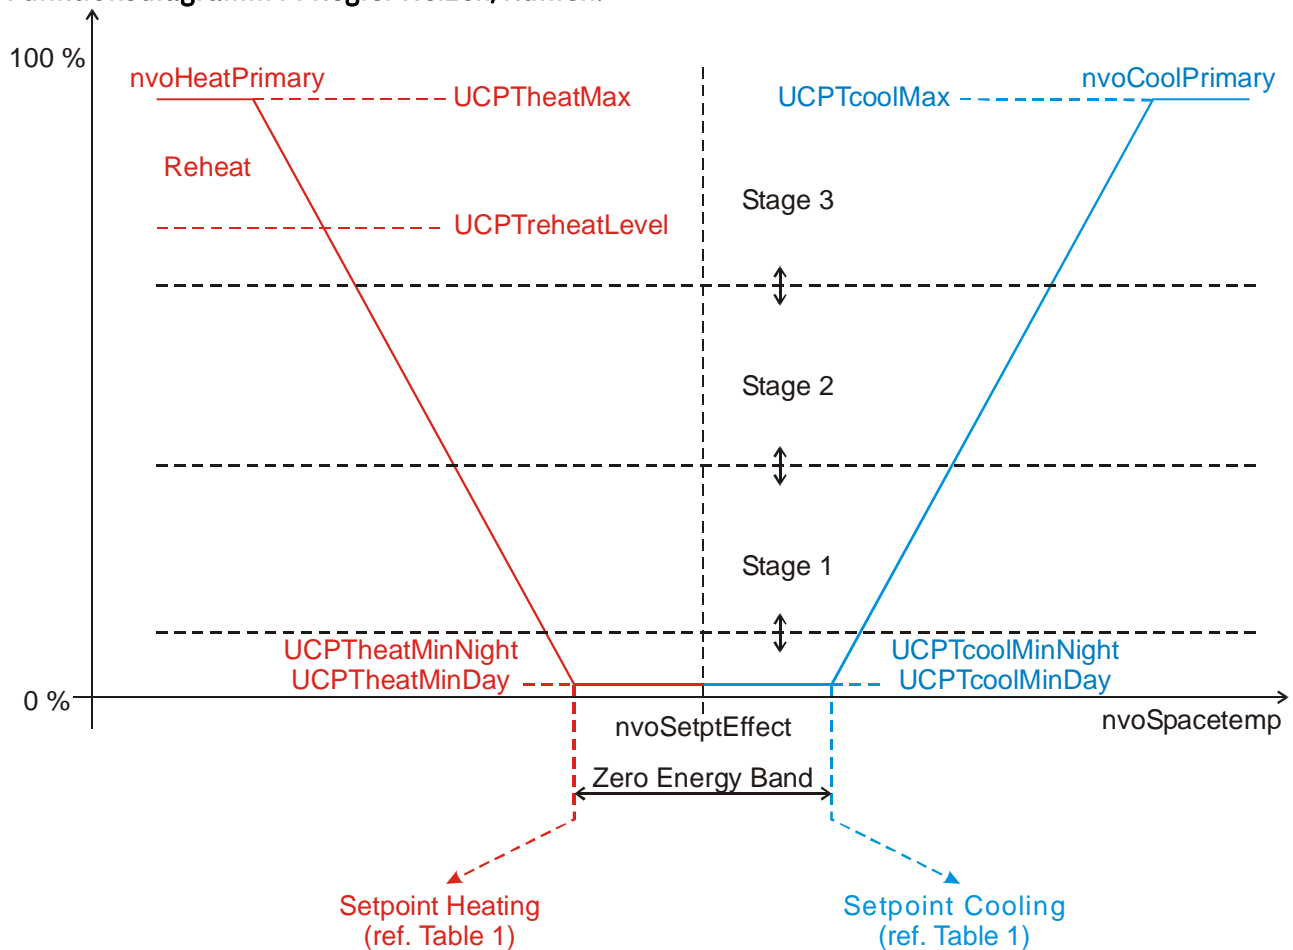 100 %
nvoHeatPrimary
nvoCoolPrimary
UCPTheatMax
UCPTcoolMax
Reheat
Stage 3
UCPTreheatLevel
Stage 2
Stage 1
UCPTheatMinNight
UCPTcoolMinNight
UCPTheatMinDay
UCPTcoolMinDay
0 %
nvoSetptEffect
nvoSpacetemp
Zero Energy Band
Setpoint Heating
(ref. Table 1)
Setpoint Cooling
(ref. Table 1)